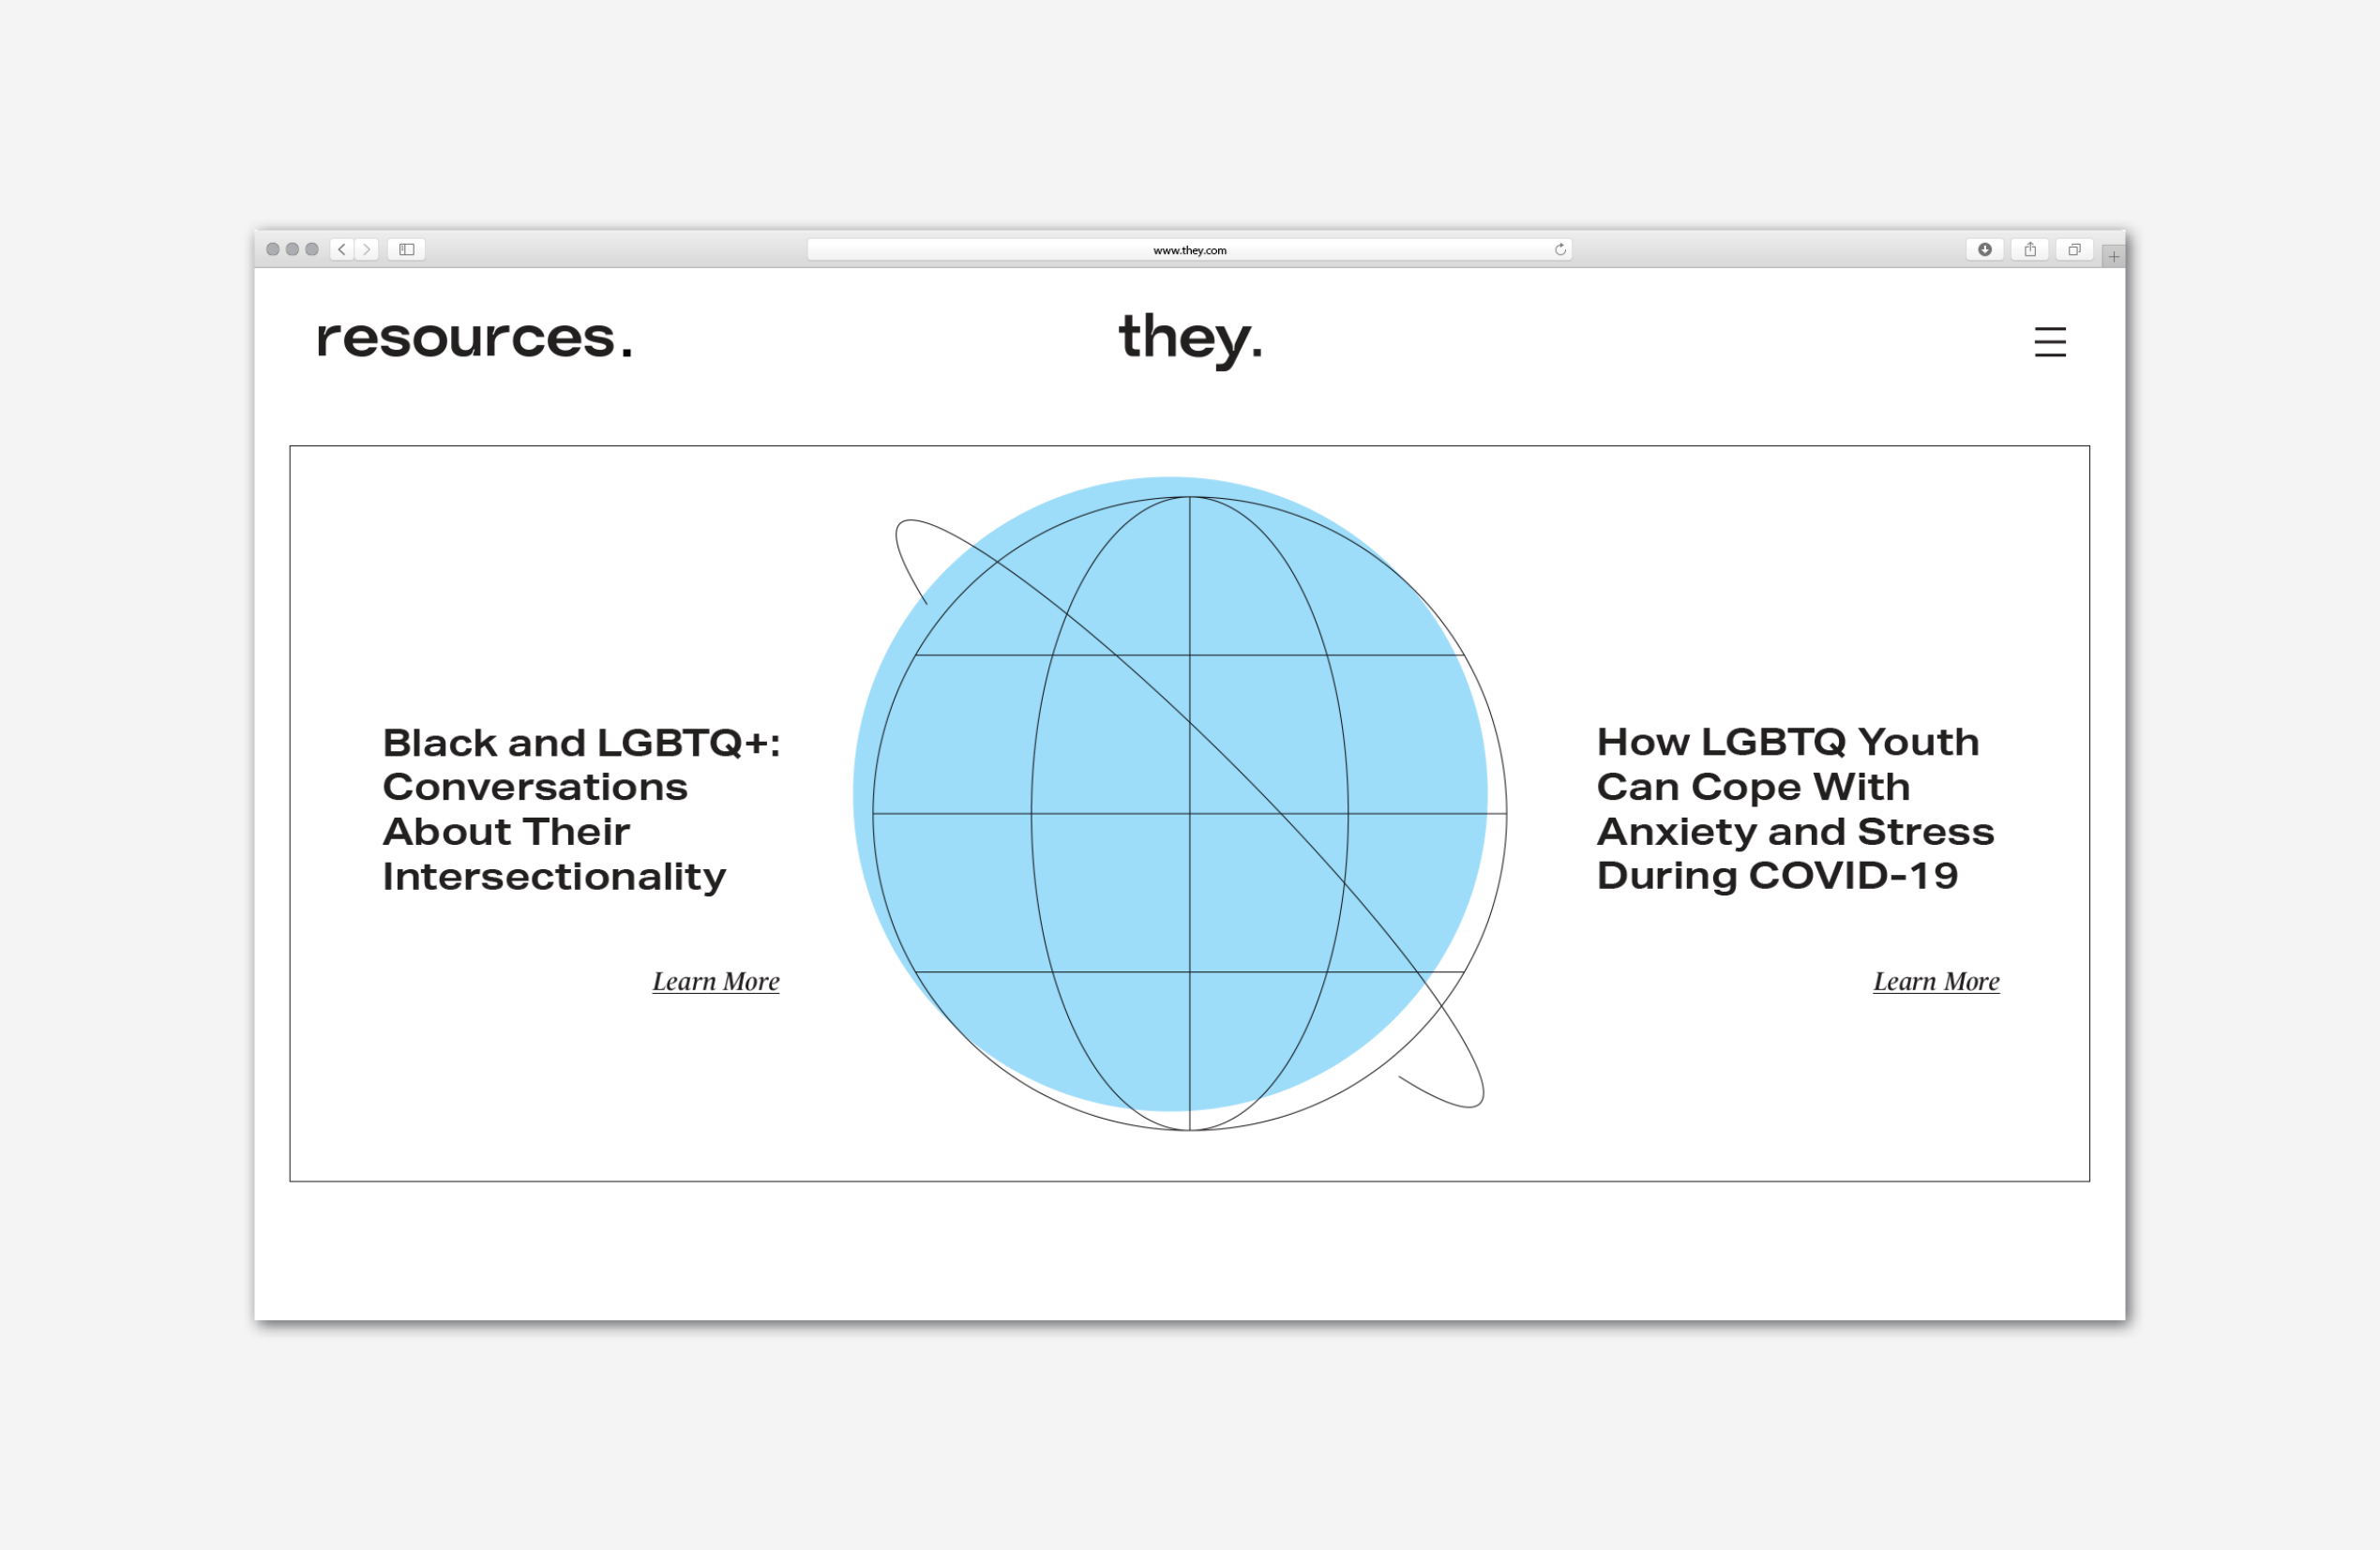 www.they.com
resources.
they.
Black and LGBTQ+:
Conversations
About Their
Intersectionality
Learn More
How LGBTQ Youth
Can Cope With
Anxiety and Stress
During COVID-19
Learn More